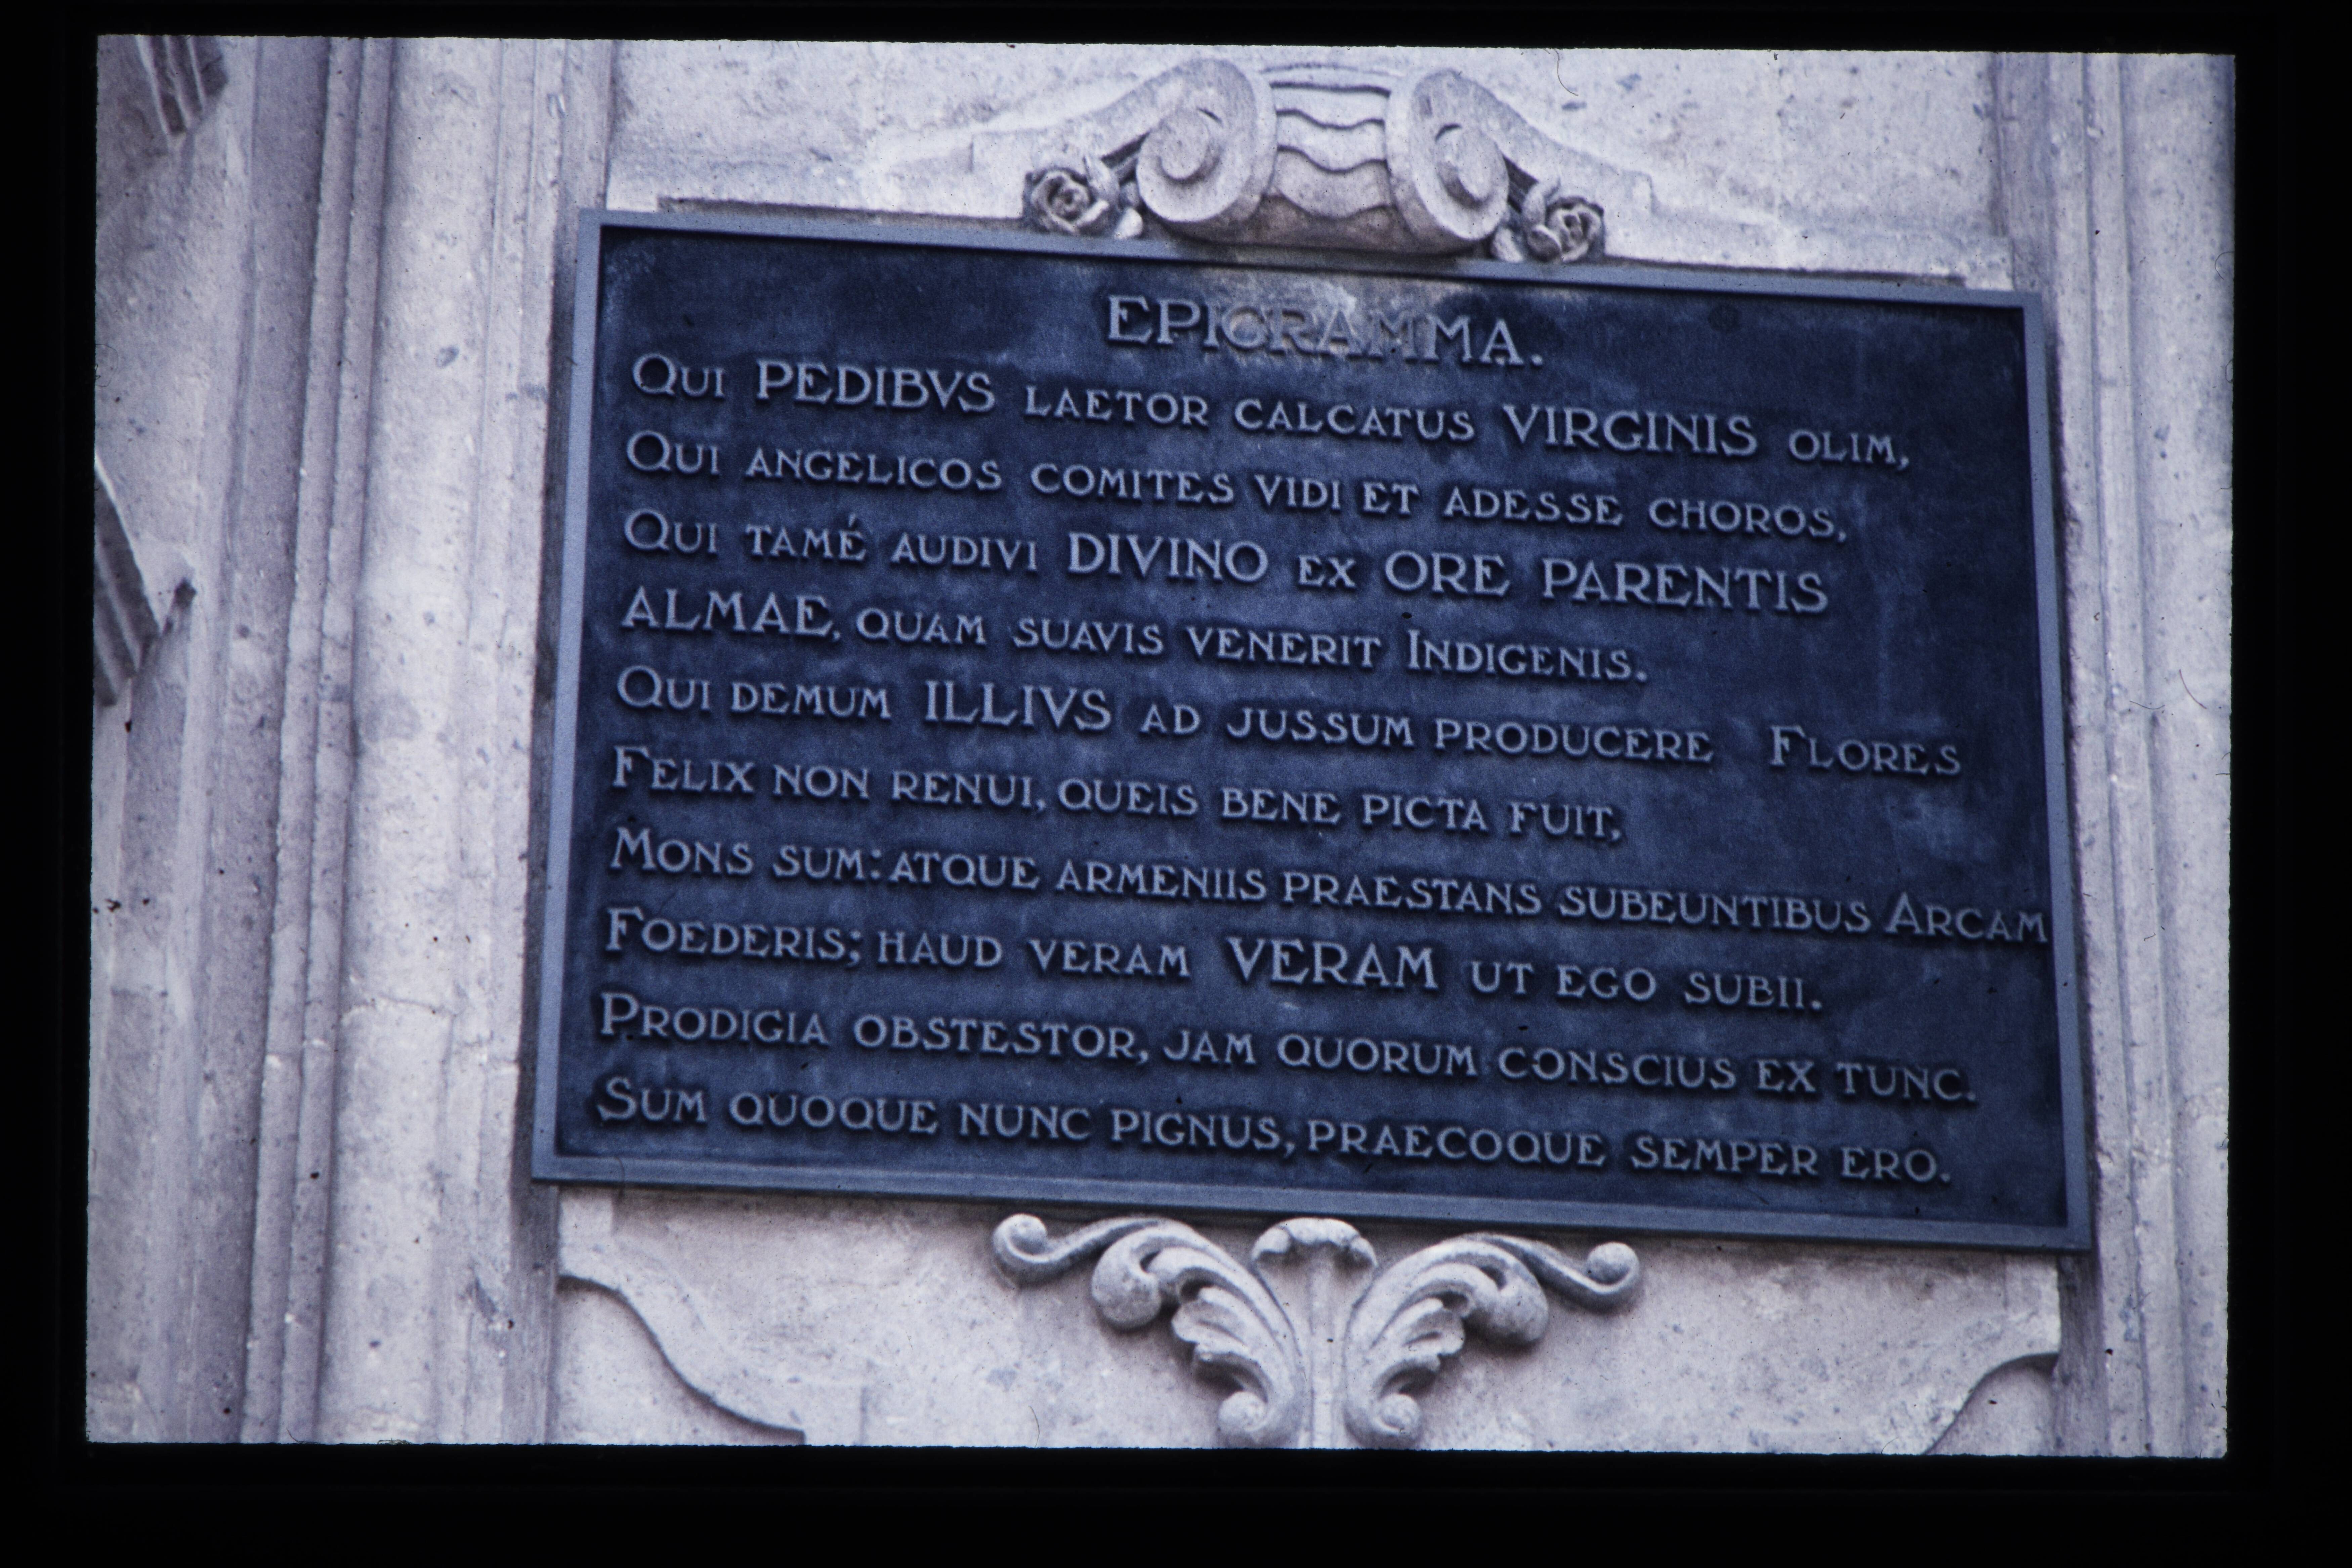 EPIGRAMMA.
QUI PEDIBVS LAETOR CALCATUS VIRGINIS OLIM,
QUI ANGELICOS COMITES VIDI ET ADESSE CHOROS,
QUI TAMÉ AUDIVI DIVINO EX ORE PARENTIS
ALMAE, QUAM SUAVIS VENERIT INDIGENIS.
QUI DEMUM ILLIVS AD JUSSUM PRODUCERE FLORES
FELIX NON RENUI, QUEIS BENE PICTA FUIT,
MONS SUM: ATQUE ARMENIIS PRAESTANS SUBEUNTIBUS ARCAM
FOEDERIS; HAUD VERAM VERAM UT EGO SUBII.
PRODIGIA OBSTESTOR, JAM QUORUM CONSCIUS EX TUNC.
SUM QUOQUE NUNC PIGNUS, PRAECOQUE SEMPER ERO.